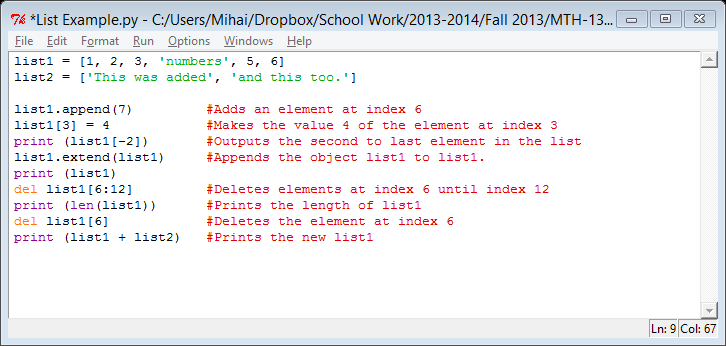 *List Example.py - C:/Users/Mihai/Dropbox/School Work/2013-2014/Fall 2013/MTH-13...
File Edit Format Run Options Windows Help
list1 = [1, 2, 3, 'numbers', 5, 6]
list2 = ['This was added', 'and this too.']
list1.append(7) #Adds an element at index 6
list1[3] = 4 #Makes the value 4 of the element at index 3
print (list1[-2]) #Outputs the second to last element in the list
list1.extend(list1) #Appends the object list1 to list1.
print (list1)
del list1[6:12] #Deletes elements at index 6 until index 12
print (len(list1)) #Prints the length of list1
del list1[6] #Deletes the element at index 6
print (list1 + list2) #Prints the new list1
Ln: 9 Col: 67